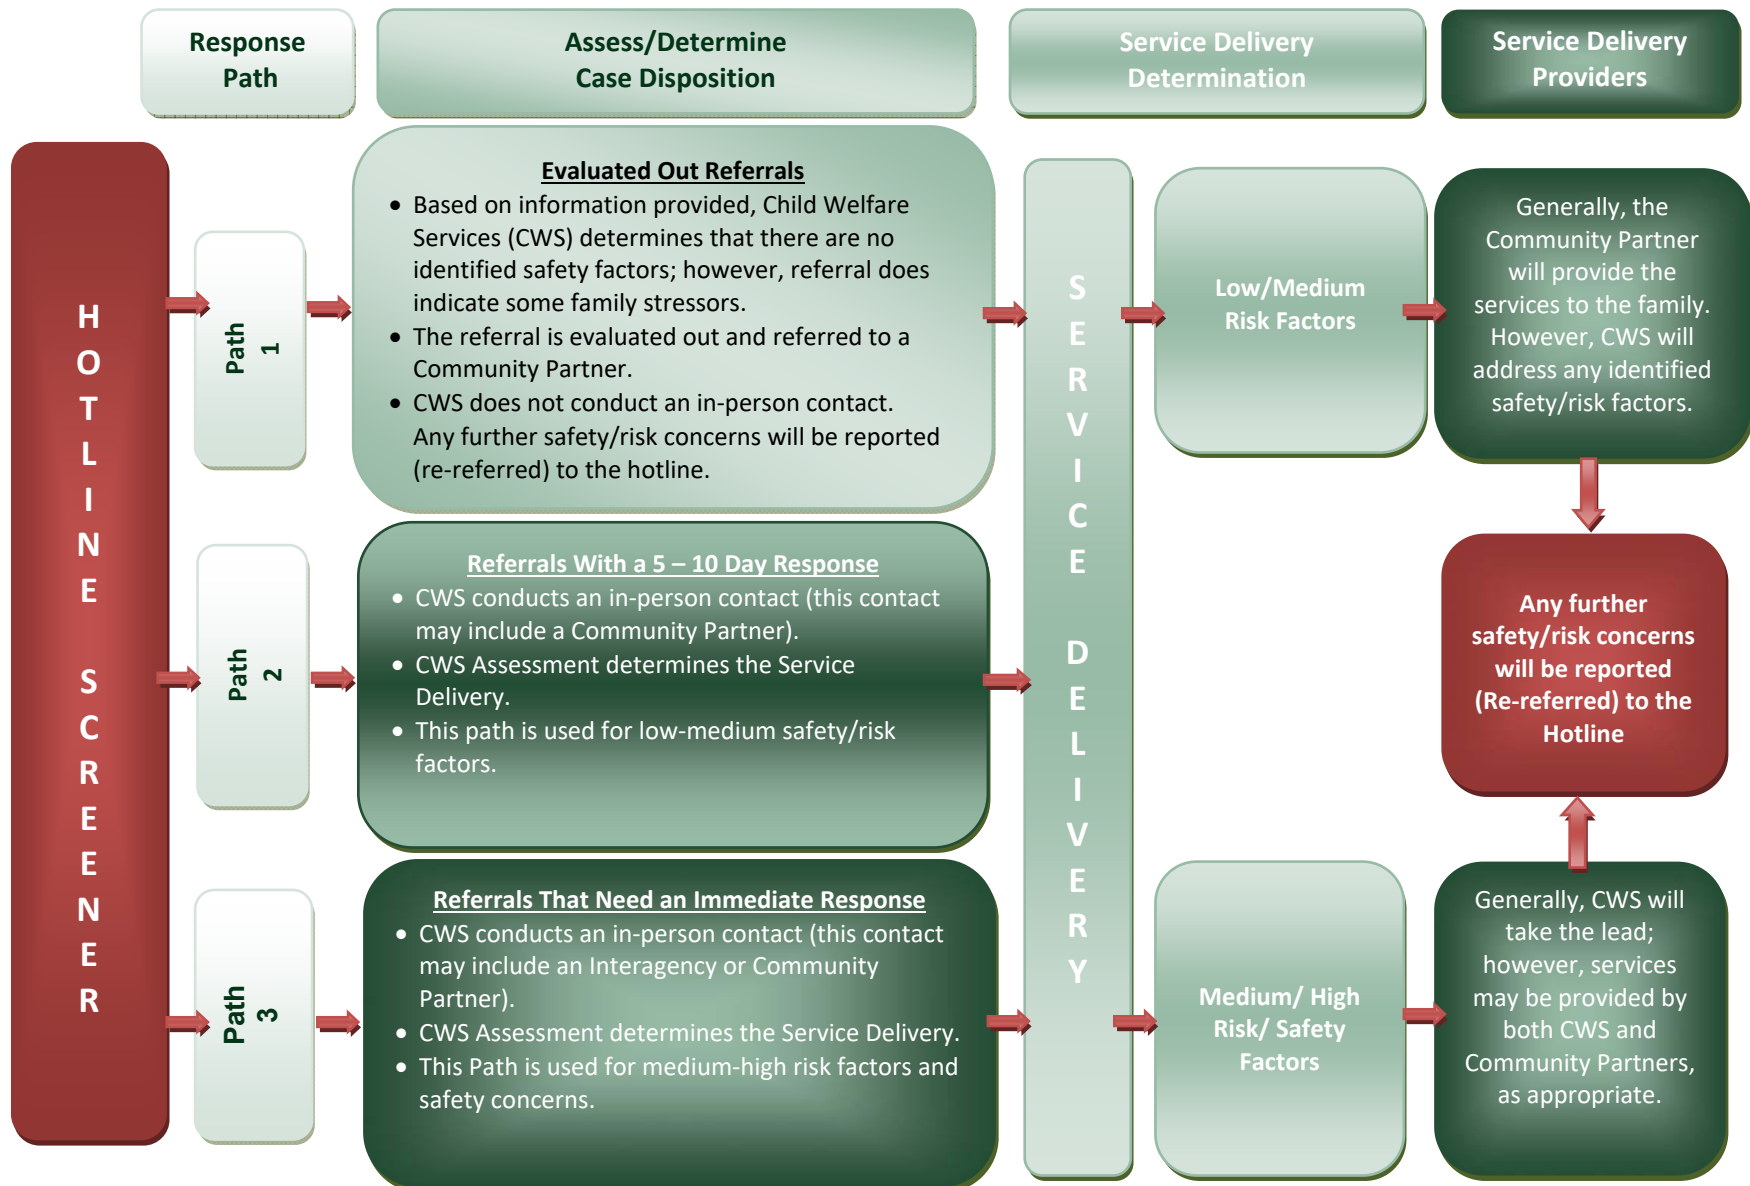 Response
Path
Assess/Determine
Case Disposition
Service Delivery
Determination
Service Delivery
Providers
HOTLINE SCREENER
Path
1
Evaluated Out Referrals
• Based on information provided, Child Welfare
Services (CWS) determines that there are no
identified safety factors; however, referral does
indicate some family stressors.
• The referral is evaluated out and referred to a
Community Partner.
• CWS does not conduct an in-person contact.
Any further safety/risk concerns will be reported
(re-referred) to the hotline.
Path
2
Referrals With a 5 – 10 Day Response
• CWS conducts an in-person contact (this contact
may include a Community Partner).
• CWS Assessment determines the Service
Delivery.
• This path is used for low-medium safety/risk
factors.
Path
3
Referrals That Need an Immediate Response
• CWS conducts an in-person contact (this contact
may include an Interagency or Community
Partner).
• CWS Assessment determines the Service Delivery.
• This Path is used for medium-high risk factors and
safety concerns.
SERVICE DELIVERY
Low/Medium
Risk Factors
Generally, the
Community Partner
will provide the
services to the family.
However, CWS will
address any identified
safety/risk factors.
Any further
safety/risk concerns
will be reported
(Re-referred) to the
Hotline
Medium/ High
Risk/ Safety
Factors
Generally, CWS will
take the lead;
however, services
may be provided by
both CWS and
Community Partners,
as appropriate.